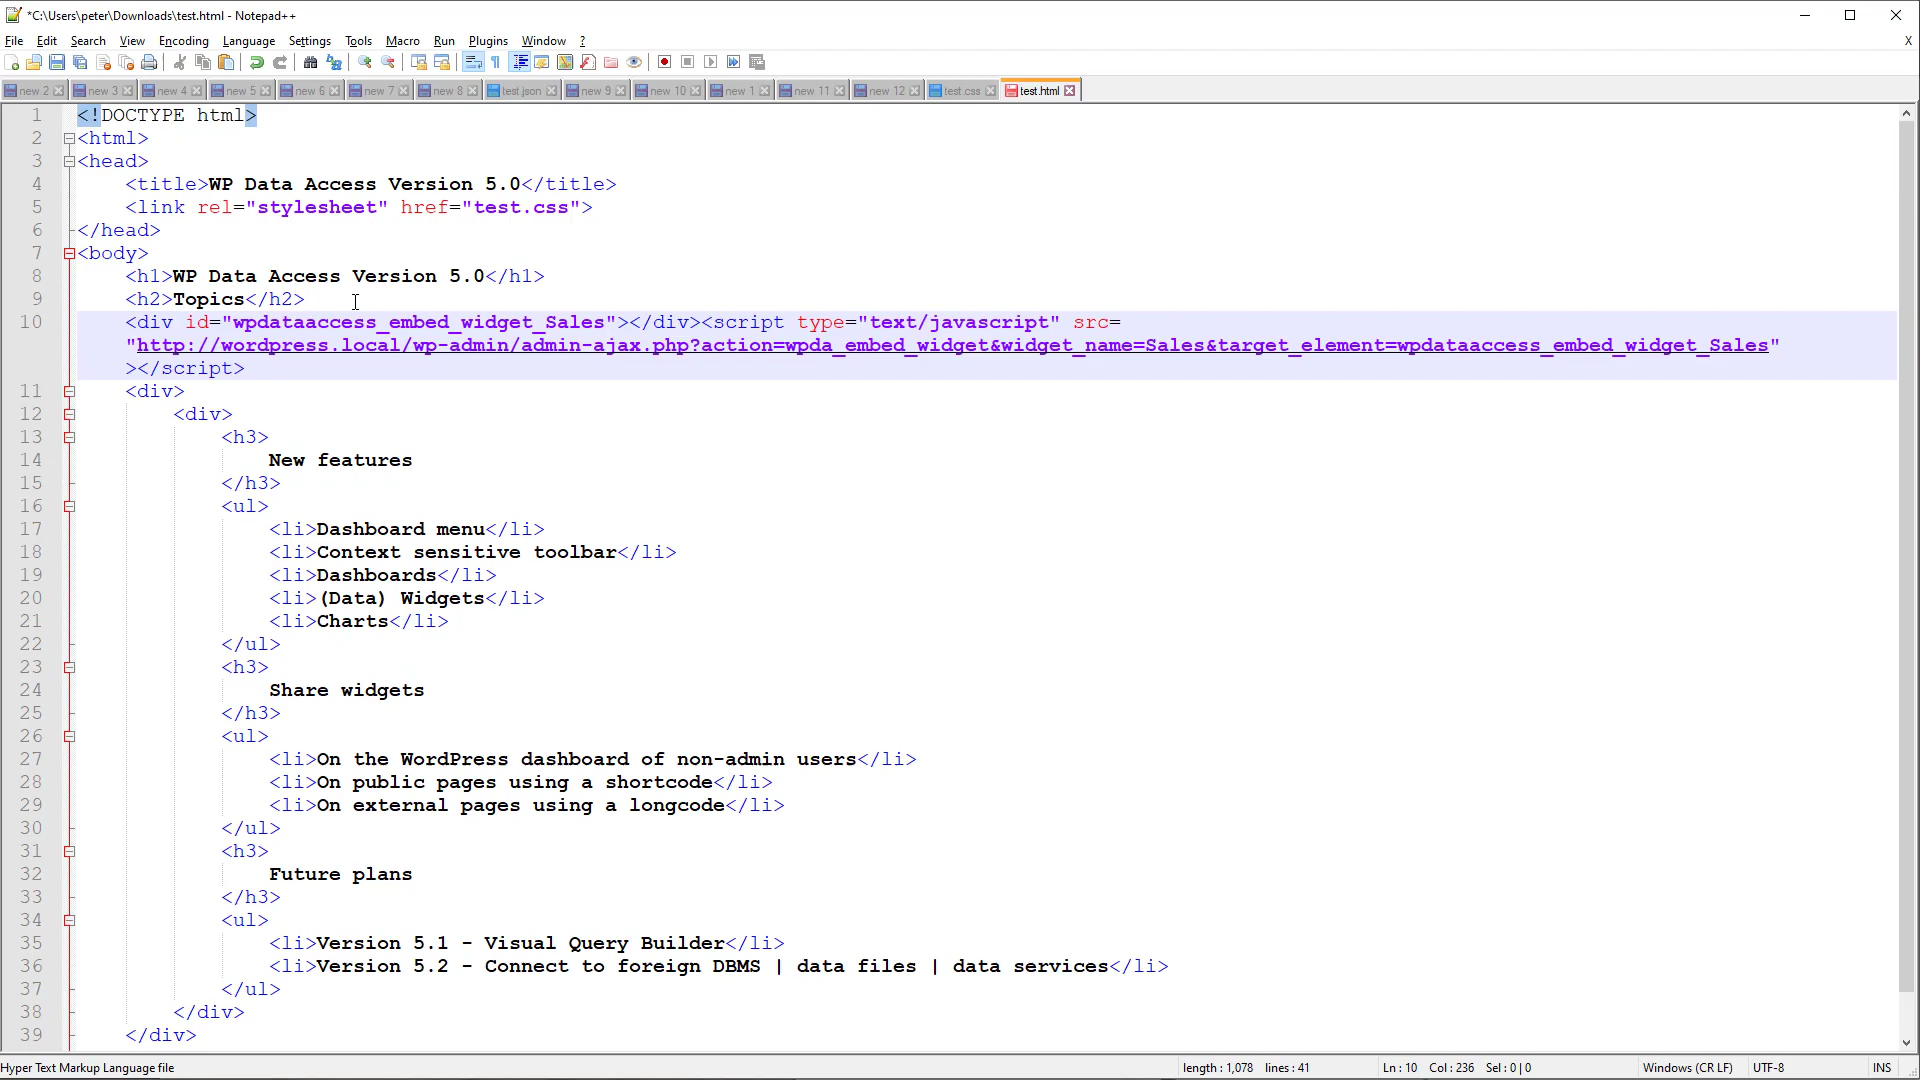 *C:\Users\peter\Downloads\test.html - Notepad++
File Edit Search View Encoding Language Settings Tools Macro Run Plugins Window ? X
new 2 new 3 new 4 new 5 new 6 new 7 new 8 test.json new 9 new 10 new 1 new 11 new 12 test.css test.html
1 <!DOCTYPE html>
2 <html>
3 <head>
4 <title>WP Data Access Version 5.0</title>
5 <link rel="stylesheet" href="test.css">
6 </head>
7 <body>
8 <h1>WP Data Access Version 5.0</h1>
9 <h2>Topics</h2>
10 <div id="wpdataaccess_embed_widget_Sales"></div><script type="text/javascript" src=
"http://wordpress.local/wp-admin/admin-ajax.php?action=wpda_embed_widget&widget_name=Sales&target_element=wpdataaccess_embed_widget_Sales"
></script>
11 <div>
12 <div>
13 <h3>
14 New features
15 </h3>
16 <ul>
17 <li>Dashboard menu</li>
18 <li>Context sensitive toolbar</li>
19 <li>Dashboards</li>
20 <li>(Data) Widgets</li>
21 <li>Charts</li>
22 </ul>
23 <h3>
24 Share widgets
25 </h3>
26 <ul>
27 <li>On the WordPress dashboard of non-admin users</li>
28 <li>On public pages using a shortcode</li>
29 <li>On external pages using a longcode</li>
30 </ul>
31 <h3>
32 Future plans
33 </h3>
34 <ul>
35 <li>Version 5.1 - Visual Query Builder</li>
36 <li>Version 5.2 - Connect to foreign DBMS | data files | data services</li>
37 </ul>
38 </div>
39 </div>
Hyper Text Markup Language file length : 1,078 lines : 41 Ln : 10 Col : 236 Sel : 0 | 0 Windows (CR LF) UTF-8 INS